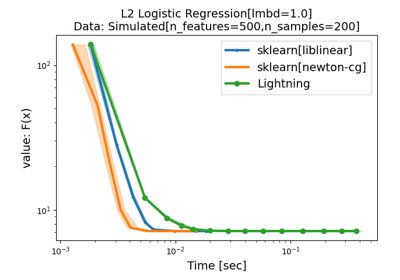 L2 Logistic Regression[lmbd=1.0]
Data: Simulated[n_features=500,n_samples=200]
sklearn[liblinear]
sklearn[newton-cg]
Lightning
value: F(x)
10²
10¹
10⁻³
10⁻²
10⁻¹
Time [sec]